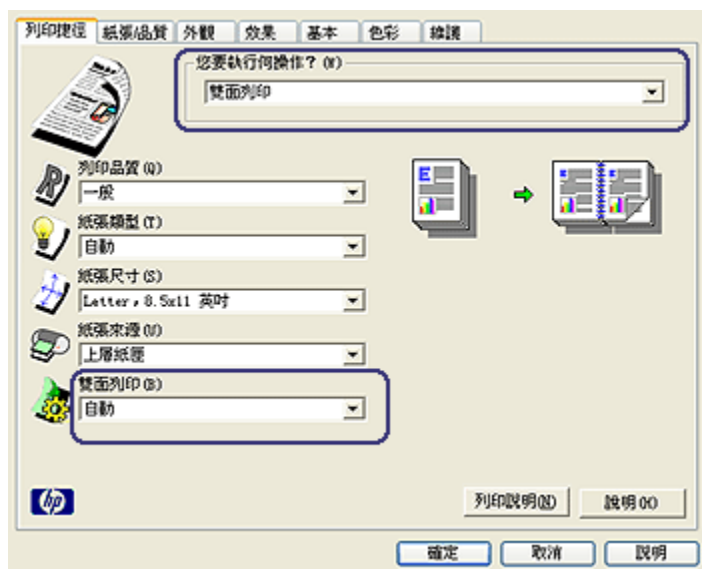 列印捷徑 紙張/品質 外觀 效果 基本 色彩 維護
您要執行何操作? (W)
雙面列印
列印品質 (Q)
一般
紙張類型 (T)
自動
紙張尺寸 (S)
Letter，8.5x11 英吋
紙張來源 (U)
上層紙匣
雙面列印 (B)
自動
hp
列印說明(N) 說明 (K)
確定 取消 說明